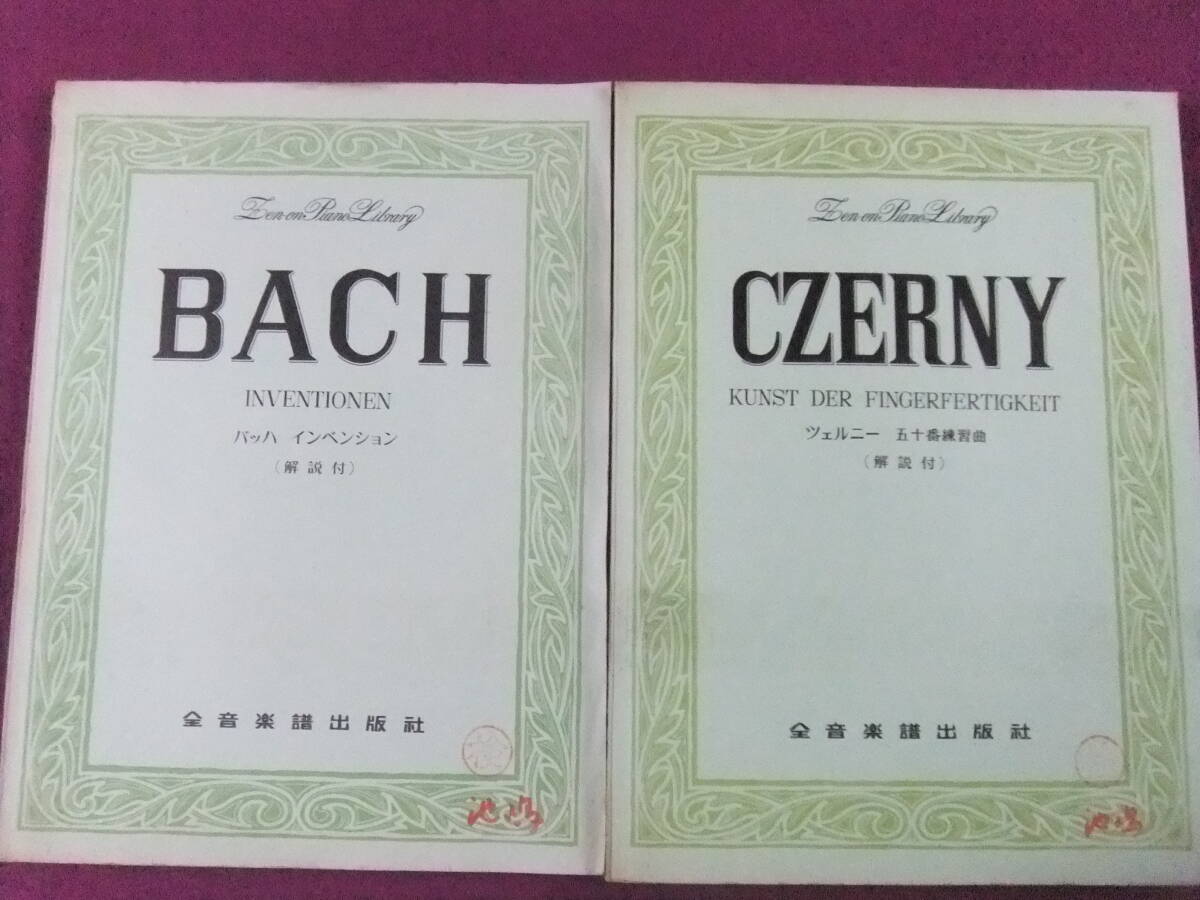 Zen-on Piano Library
BACH
INVENTIONEN
バッハ インベンション
(解説付)
全音楽譜出版社
Zen-on Piano Library
CZERNY
KUNST DER FINGERFERTIGKEIT
ツェルニー 五十番練習曲
(解説付)
全音楽譜出版社